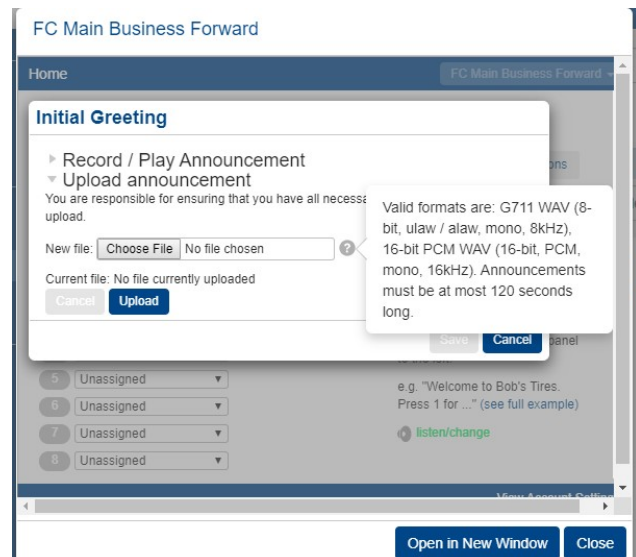 FC Main Business Forward
Home
FC Main Business Forward
Initial Greeting
Record / Play Announcement
ons
Upload announcement
You are responsible for ensuring that you have all necessa
upload.
Valid formats are: G711 WAV (8-
bit, ulaw / alaw, mono, 8kHz),
16-bit PCM WAV (16-bit, PCM,
mono, 16kHz). Announcements
must be at most 120 seconds
long.
New file: Choose File No file chosen ?
Current file: No file currently uploaded
Cancel Upload
Save Cancel panel
to the left.
5 Unassigned
e.g. "Welcome to Bob's Tires.
6 Unassigned
Press 1 for ..." (see full example)
7 Unassigned
listen/change
8 Unassigned
View Account Settin
Open in New Window Close